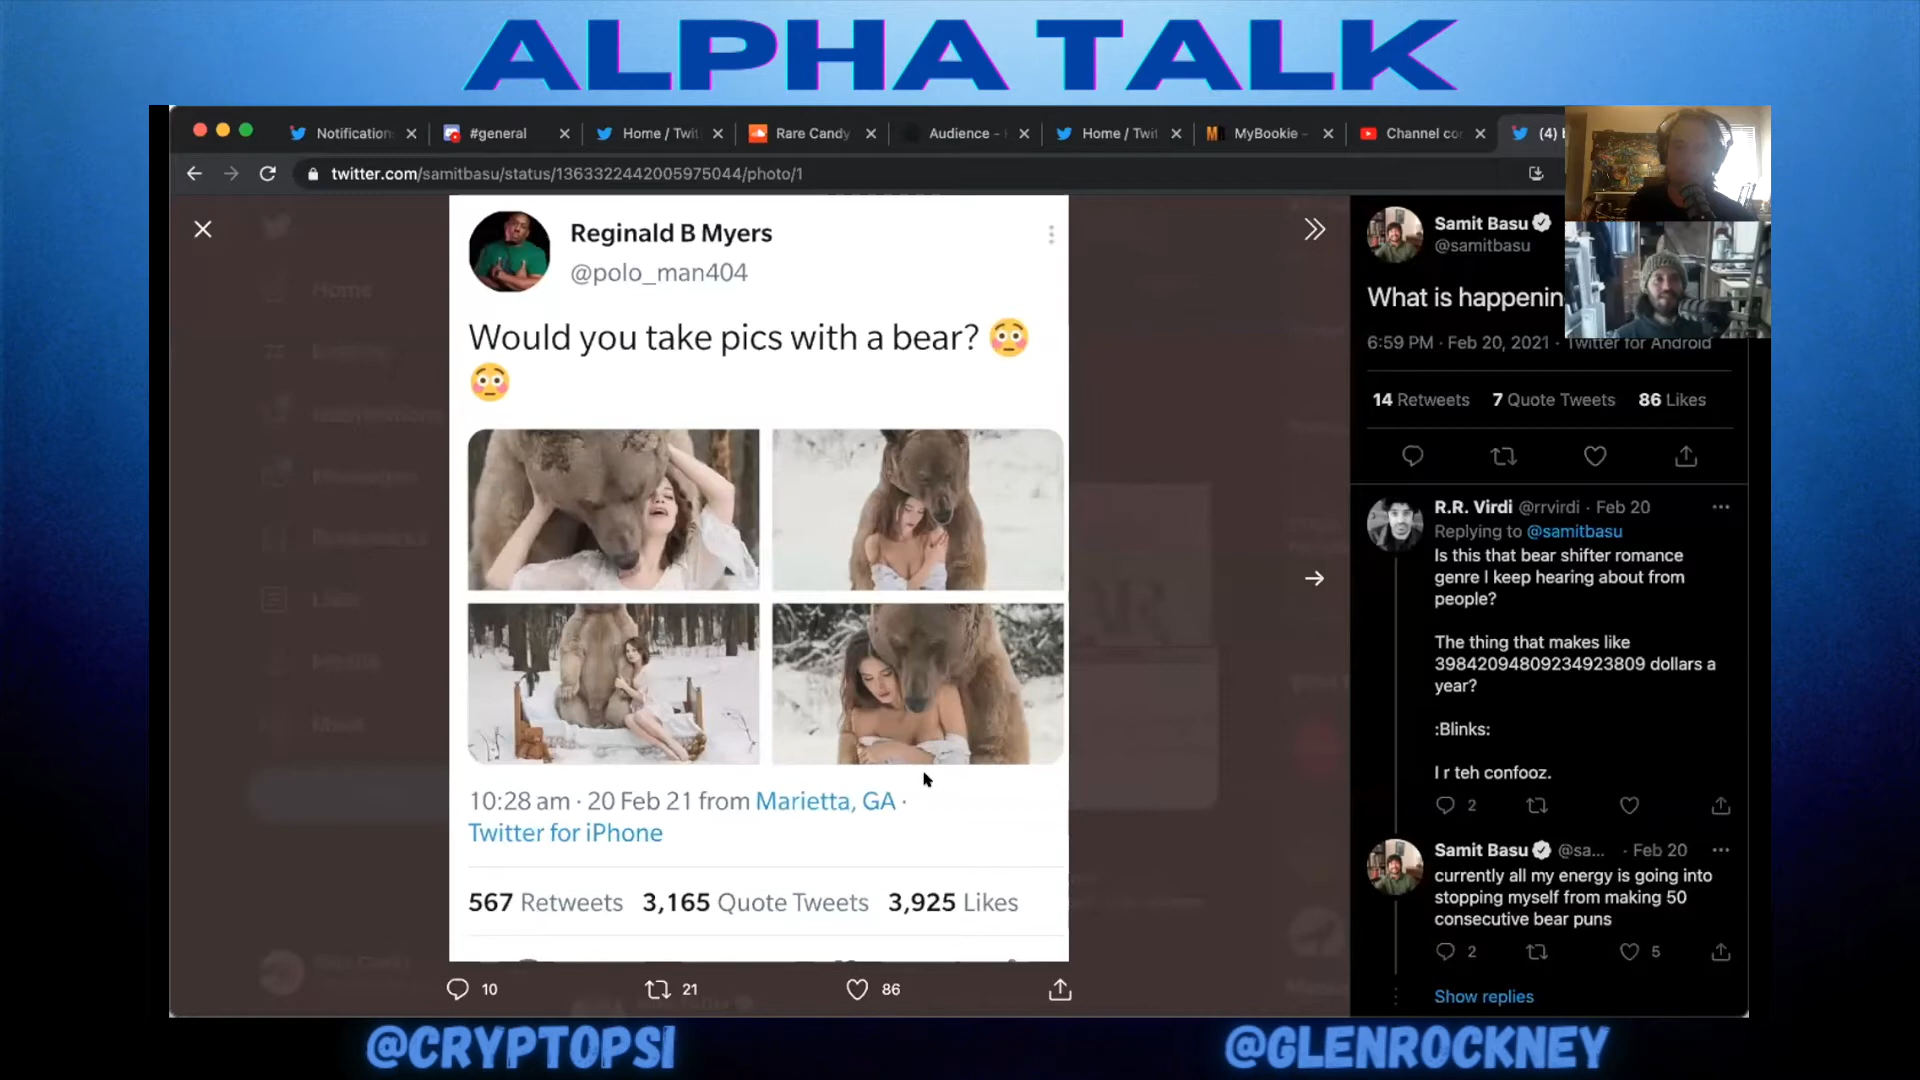 ALPHA TALK
Notification
#general
Home / Twit
Rare Candy
Audience -
Home / Twit
MyBookie -
Channel cor
(4)
twitter.com/samitbasu/status/1363322442005975044/photo/1
Reginald B Myers
@polo_man404
Would you take pics with a bear? 😳
😳
10:28 am · 20 Feb 21 from Marietta, GA ·
Twitter for iPhone
567 Retweets 3,165 Quote Tweets 3,925 Likes
10 21 86
Home
Samit Basu
@samitbasu
What is happenin
6:59 PM · Feb 20, 2021 · Twitter for Android
14 Retweets 7 Quote Tweets 86 Likes
R.R. Virdi @rrvirdi · Feb 20
Replying to @samitbasu
Is this that bear shifter romance
genre I keep hearing about from
people?
The thing that makes like
39842094809234923809 dollars a
year?
:Blinks:
I r teh confooz.
2
Samit Basu @sa... · Feb 20
currently all my energy is going into
stopping myself from making 50
consecutive bear puns
2 5
Show replies
@CRYPTOPSI
@GLENROCKNEY